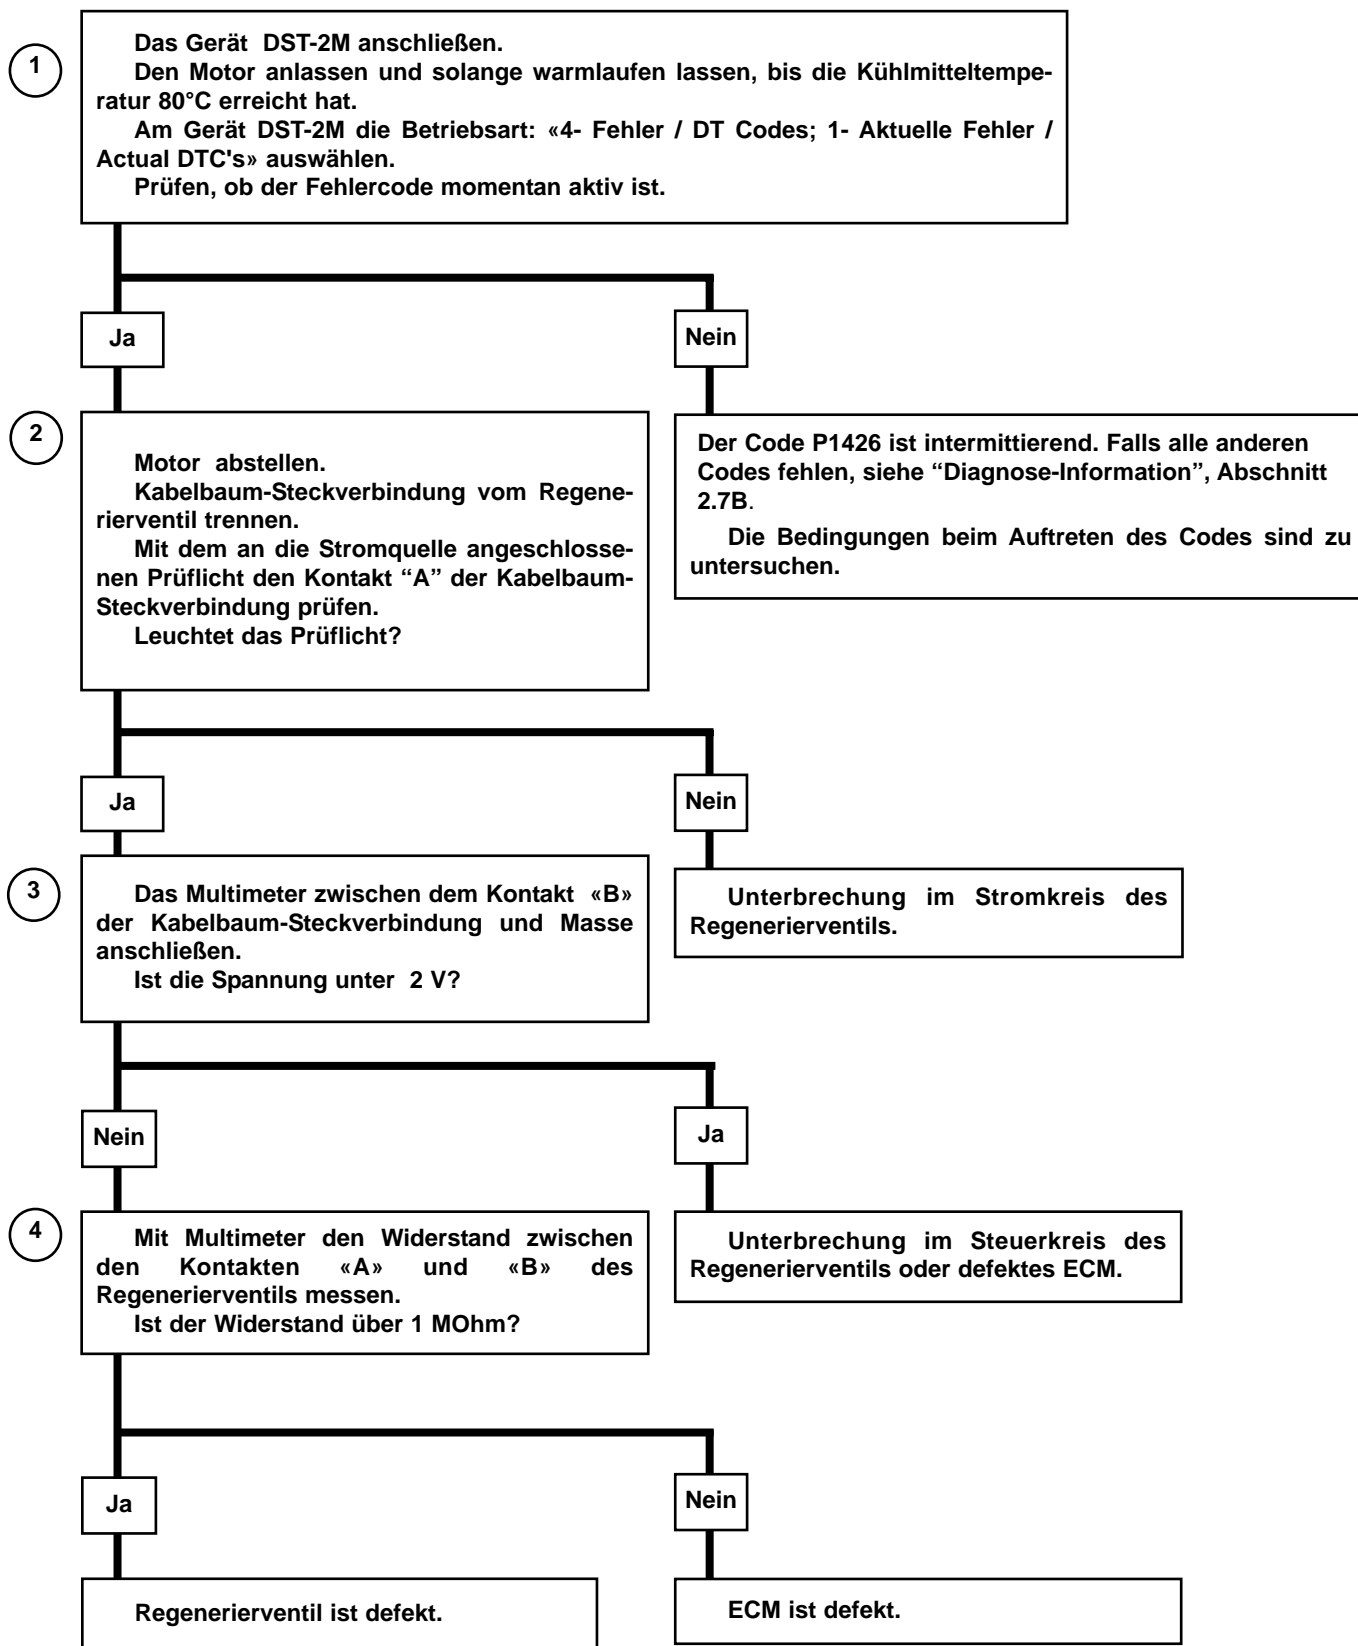 1
Das Gerät DST-2M anschließen.
Den Motor anlassen und solange warmlaufen lassen, bis die Kühlmitteltempe-
ratur 80°C erreicht hat.
Am Gerät DST-2M die Betriebsart: «4- Fehler / DT Codes; 1- Aktuelle Fehler /
Actual DTC's» auswählen.
Prüfen, ob der Fehlercode momentan aktiv ist.
Ja
Nein
2
Motor abstellen.
Kabelbaum-Steckverbindung vom Regene-
rierventil trennen.
Mit dem an die Stromquelle angeschlosse-
nen Prüflicht den Kontakt “A” der Kabelbaum-
Steckverbindung prüfen.
Leuchtet das Prüflicht?
Der Code P1426 ist intermittierend. Falls alle anderen
Codes fehlen, siehe “Diagnose-Information”, Abschnitt
2.7B.
Die Bedingungen beim Auftreten des Codes sind zu
untersuchen.
Ja
Nein
3
Das Multimeter zwischen dem Kontakt «B»
der Kabelbaum-Steckverbindung und Masse
anschließen.
Ist die Spannung unter 2 V?
Unterbrechung im Stromkreis des
Regenerierventils.
Nein
Ja
4
Mit Multimeter den Widerstand zwischen
den Kontakten «A» und «B» des
Regenerierventils messen.
Ist der Widerstand über 1 MOhm?
Unterbrechung im Steuerkreis des
Regenerierventils oder defektes ECM.
Ja
Nein
Regenerierventil ist defekt.
ECM ist defekt.